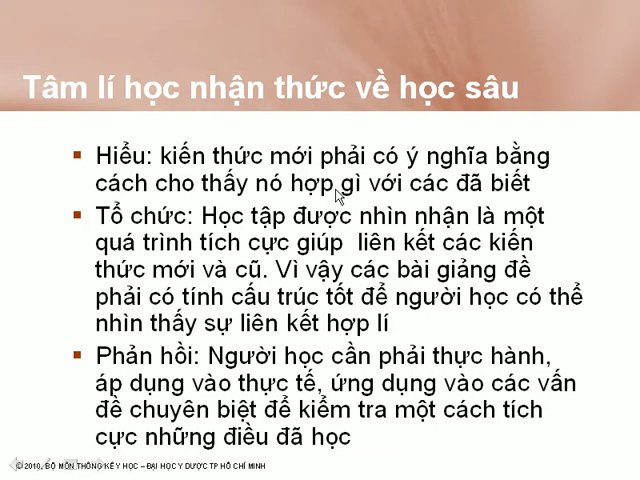 Tâm lí học nhận thức về học sâu
Hiểu: kiến thức mới phải có ý nghĩa bằng
cách cho thấy nó hợp gì với các đã biết
Tổ chức: Học tập được nhìn nhận là một
quá trình tích cực giúp liên kết các kiến
thức mới và cũ. Vì vậy các bài giảng đề
phải có tính cấu trúc tốt để người học có thể
nhìn thấy sự liên kết hợp lí
Phản hồi: Người học cần phải thực hành,
áp dụng vào thực tế, ứng dụng vào các vấn
đề chuyên biệt để kiểm tra một cách tích
cực những điều đã học
© 2010, BỘ MÔN THỐNG KÊ Y HỌC – ĐẠI HỌC Y DƯỢC TP HỒ CHÍ MINH